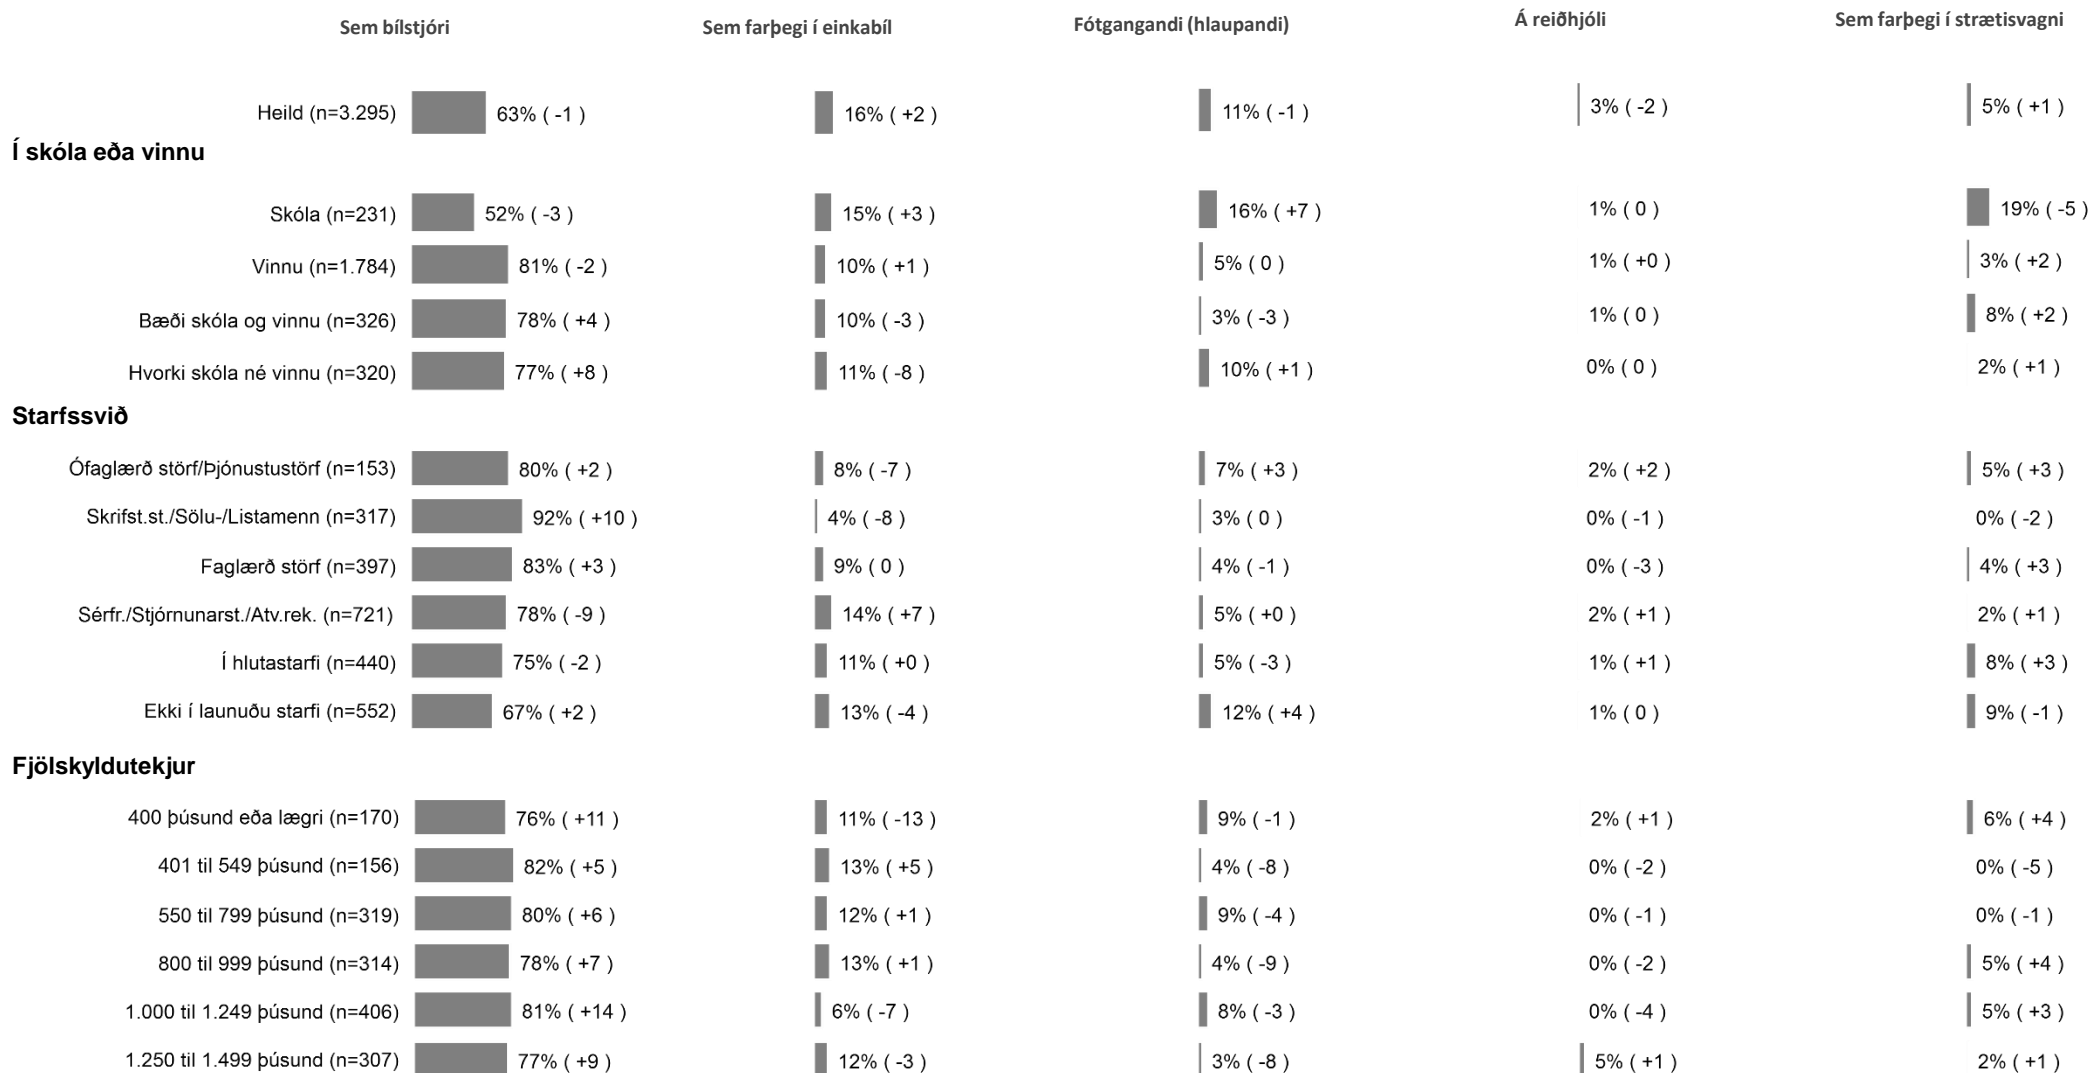 Sem bílstjóri Sem farþegi í einkabíl Fótgangandi (hlaupandi) Á reiðhjóli Sem farþegi í strætisvagni
Heild (n=3.295) 63% ( -1 ) 16% ( +2 ) 11% ( -1 ) 3% ( -2 ) 5% ( +1 )
Í skóla eða vinnu
Skóla (n=231) 52% ( -3 ) 15% ( +3 ) 16% ( +7 ) 1% ( 0 ) 19% ( -5 )
Vinnu (n=1.784) 81% ( -2 ) 10% ( +1 ) 5% ( 0 ) 1% ( +0 ) 3% ( +2 )
Bæði skóla og vinnu (n=326) 78% ( +4 ) 10% ( -3 ) 3% ( -3 ) 1% ( 0 ) 8% ( +2 )
Hvorki skóla né vinnu (n=320) 77% ( +8 ) 11% ( -8 ) 10% ( +1 ) 0% ( 0 ) 2% ( +1 )
Starfssvið
Ófaglærð störf/Þjónustustörf (n=153) 80% ( +2 ) 8% ( -7 ) 7% ( +3 ) 2% ( +2 ) 5% ( +3 )
Skrifst.st./Sölu-/Listamenn (n=317) 92% ( +10 ) 4% ( -8 ) 3% ( 0 ) 0% ( -1 ) 0% ( -2 )
Faglærð störf (n=397) 83% ( +3 ) 9% ( 0 ) 4% ( -1 ) 0% ( -3 ) 4% ( +3 )
Sérfr./Stjórnunarst./Atv.rek. (n=721) 78% ( -9 ) 14% ( +7 ) 5% ( +0 ) 2% ( +1 ) 2% ( +1 )
Í hlutastarfi (n=440) 75% ( -2 ) 11% ( +0 ) 5% ( -3 ) 1% ( +1 ) 8% ( +3 )
Ekki í launuðu starfi (n=552) 67% ( +2 ) 13% ( -4 ) 12% ( +4 ) 1% ( 0 ) 9% ( -1 )
Fjölskyldutekjur
400 þúsund eða lægri (n=170) 76% ( +11 ) 11% ( -13 ) 9% ( -1 ) 2% ( +1 ) 6% ( +4 )
401 til 549 þúsund (n=156) 82% ( +5 ) 13% ( +5 ) 4% ( -8 ) 0% ( -2 ) 0% ( -5 )
550 til 799 þúsund (n=319) 80% ( +6 ) 12% ( +1 ) 9% ( -4 ) 0% ( -1 ) 0% ( -1 )
800 til 999 þúsund (n=314) 78% ( +7 ) 13% ( +1 ) 4% ( -9 ) 0% ( -2 ) 5% ( +4 )
1.000 til 1.249 þúsund (n=406) 81% ( +14 ) 6% ( -7 ) 8% ( -3 ) 0% ( -4 ) 5% ( +3 )
1.250 til 1.499 þúsund (n=307) 77% ( +9 ) 12% ( -3 ) 3% ( -8 ) 5% ( +1 ) 2% ( +1 )